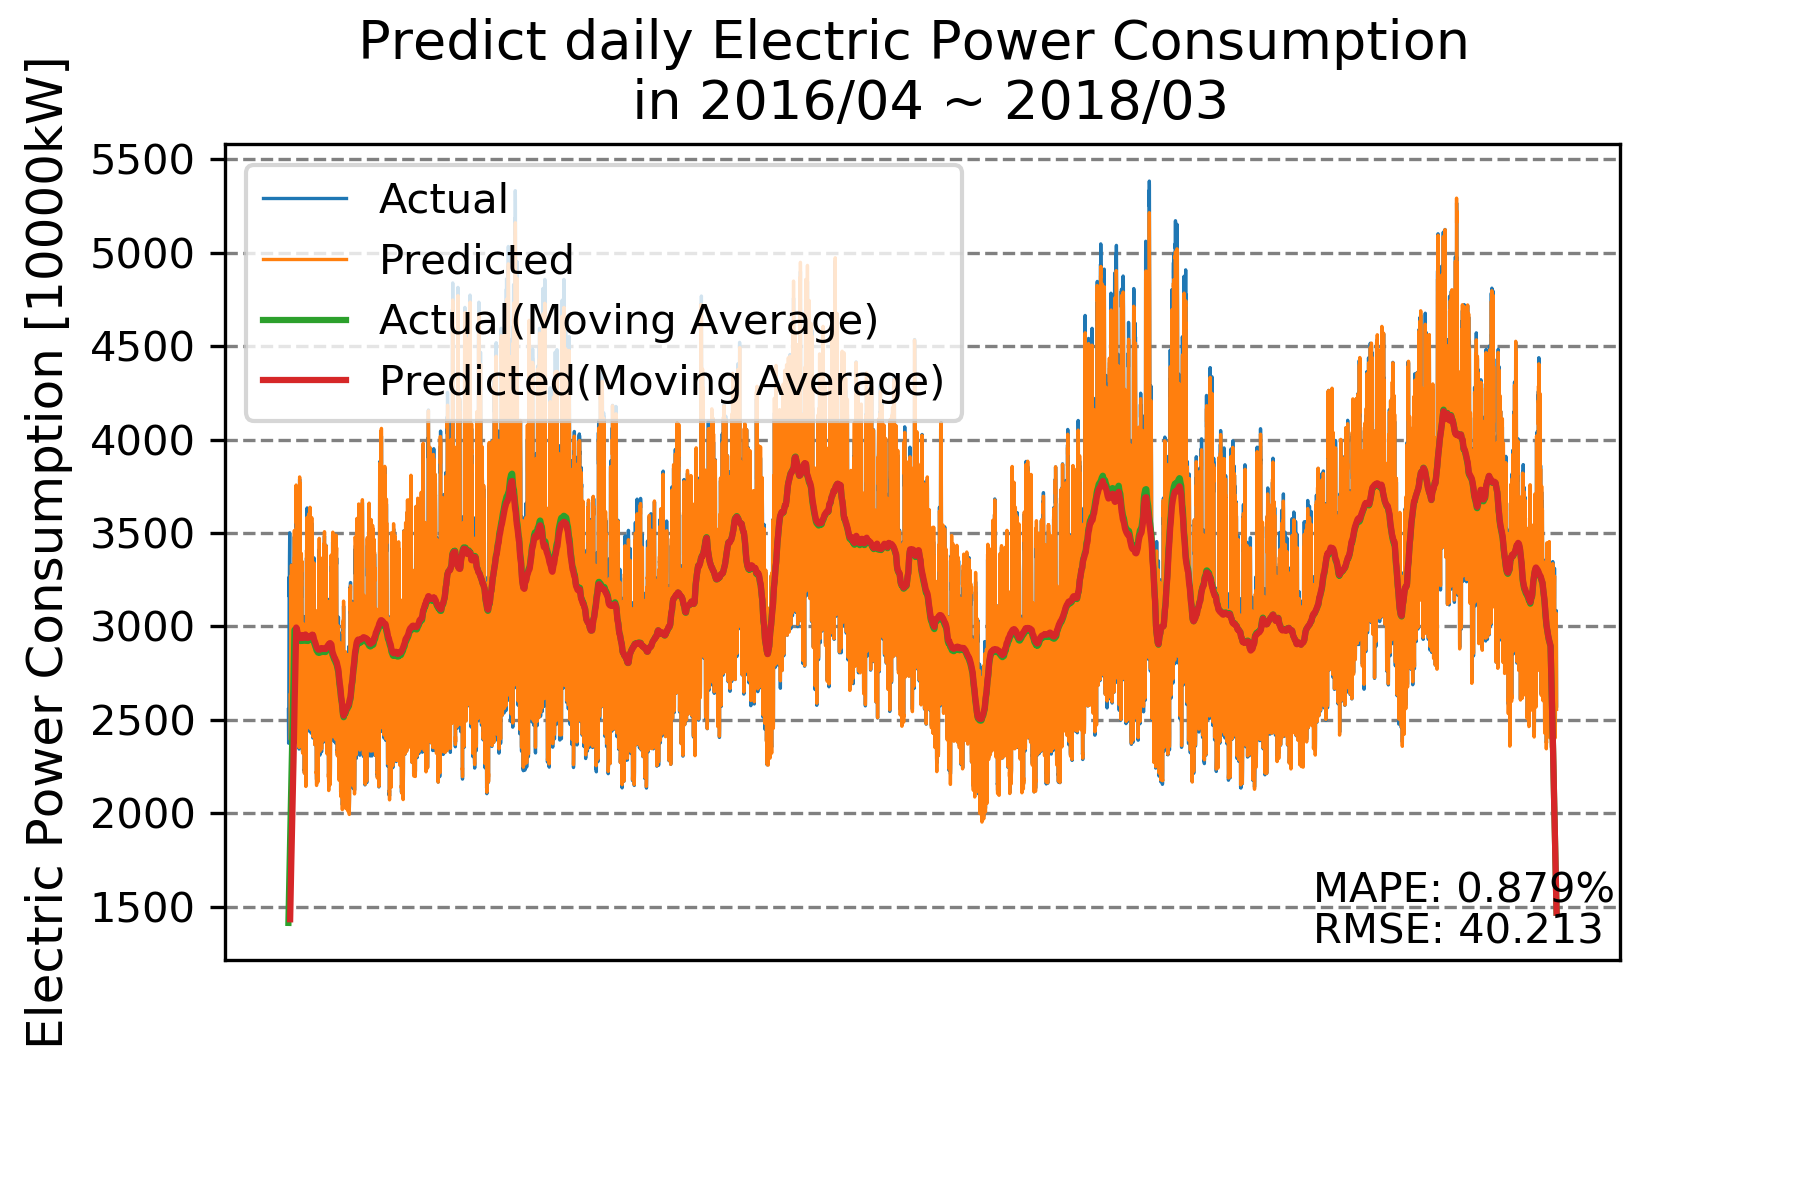 Predict daily Electric Power Consumption
in 2016/04 ~ 2018/03
Electric Power Consumption [10000kW]
5500
5000
4500
4000
3500
3000
2500
2000
1500
Actual
Predicted
Actual(Moving Average)
Predicted(Moving Average)
MAPE: 0.879%
RMSE: 40.213